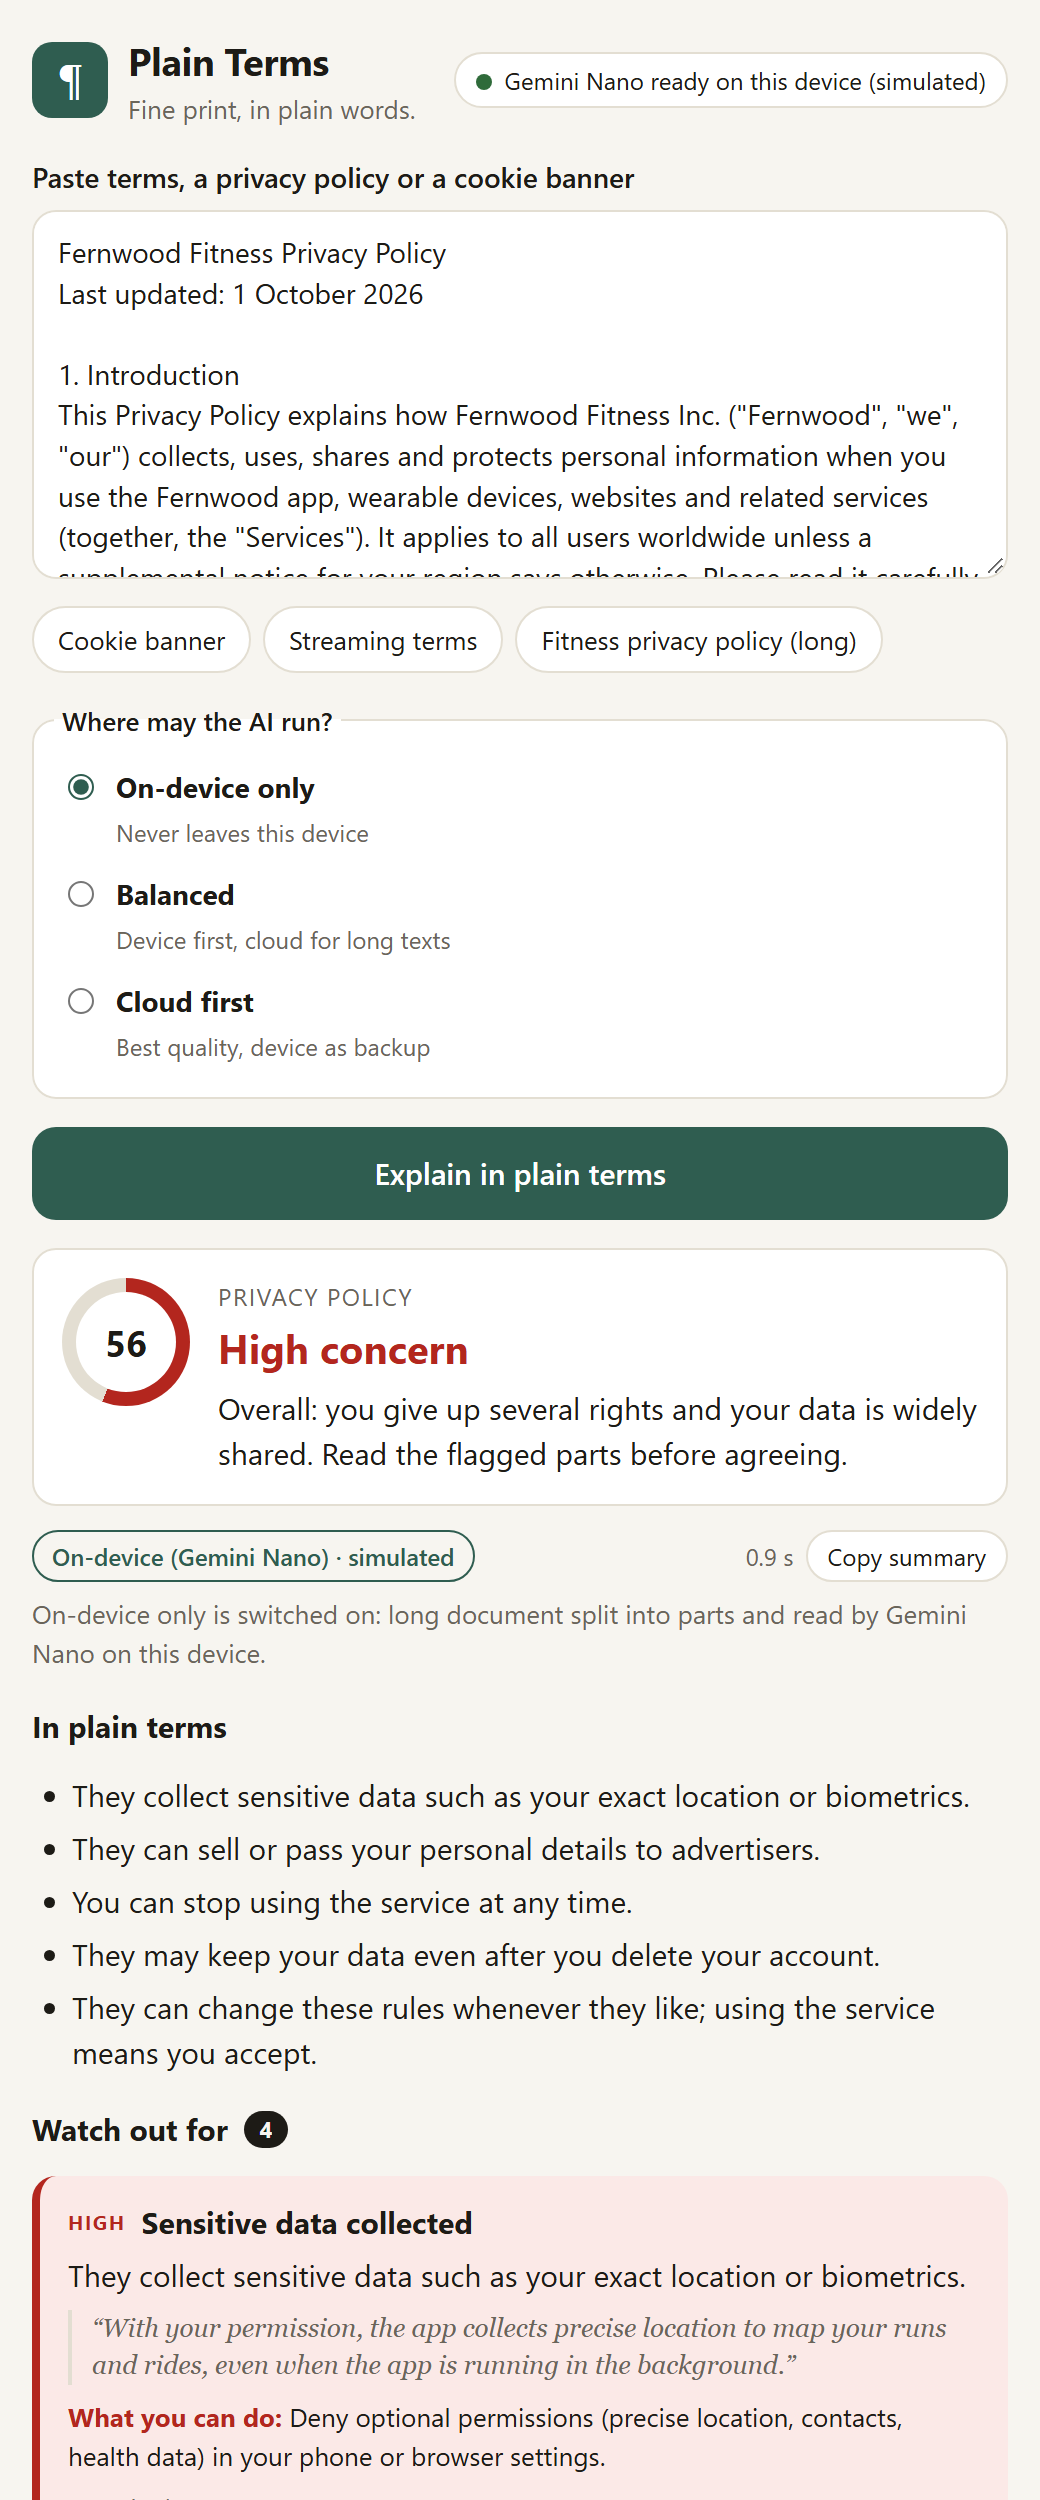 ¶
Plain Terms
Fine print, in plain words.
Gemini Nano ready on this device (simulated)
Paste terms, a privacy policy or a cookie banner
Fernwood Fitness Privacy Policy
Last updated: 1 October 2026
1. Introduction
This Privacy Policy explains how Fernwood Fitness Inc. ("Fernwood", "we",
"our") collects, uses, shares and protects personal information when you
use the Fernwood app, wearable devices, websites and related services
(together, the "Services"). It applies to all users worldwide unless a
supplemental notice for your region says otherwise. Please read it carefully
Cookie banner
Streaming terms
Fitness privacy policy (long)
Where may the AI run?
On-device only
Never leaves this device
Balanced
Device first, cloud for long texts
Cloud first
Best quality, device as backup
Explain in plain terms
56
PRIVACY POLICY
High concern
Overall: you give up several rights and your data is widely
shared. Read the flagged parts before agreeing.
On-device (Gemini Nano) · simulated
0.9 s
Copy summary
On-device only is switched on: long document split into parts and read by Gemini
Nano on this device.
In plain terms
• They collect sensitive data such as your exact location or biometrics.
• They can sell or pass your personal details to advertisers.
• You can stop using the service at any time.
• They may keep your data even after you delete your account.
• They can change these rules whenever they like; using the service
means you accept.
Watch out for 4
HIGH Sensitive data collected
They collect sensitive data such as your exact location or biometrics.
“With your permission, the app collects precise location to map your runs
and rides, even when the app is running in the background.”
What you can do: Deny optional permissions (precise location, contacts,
health data) in your phone or browser settings.